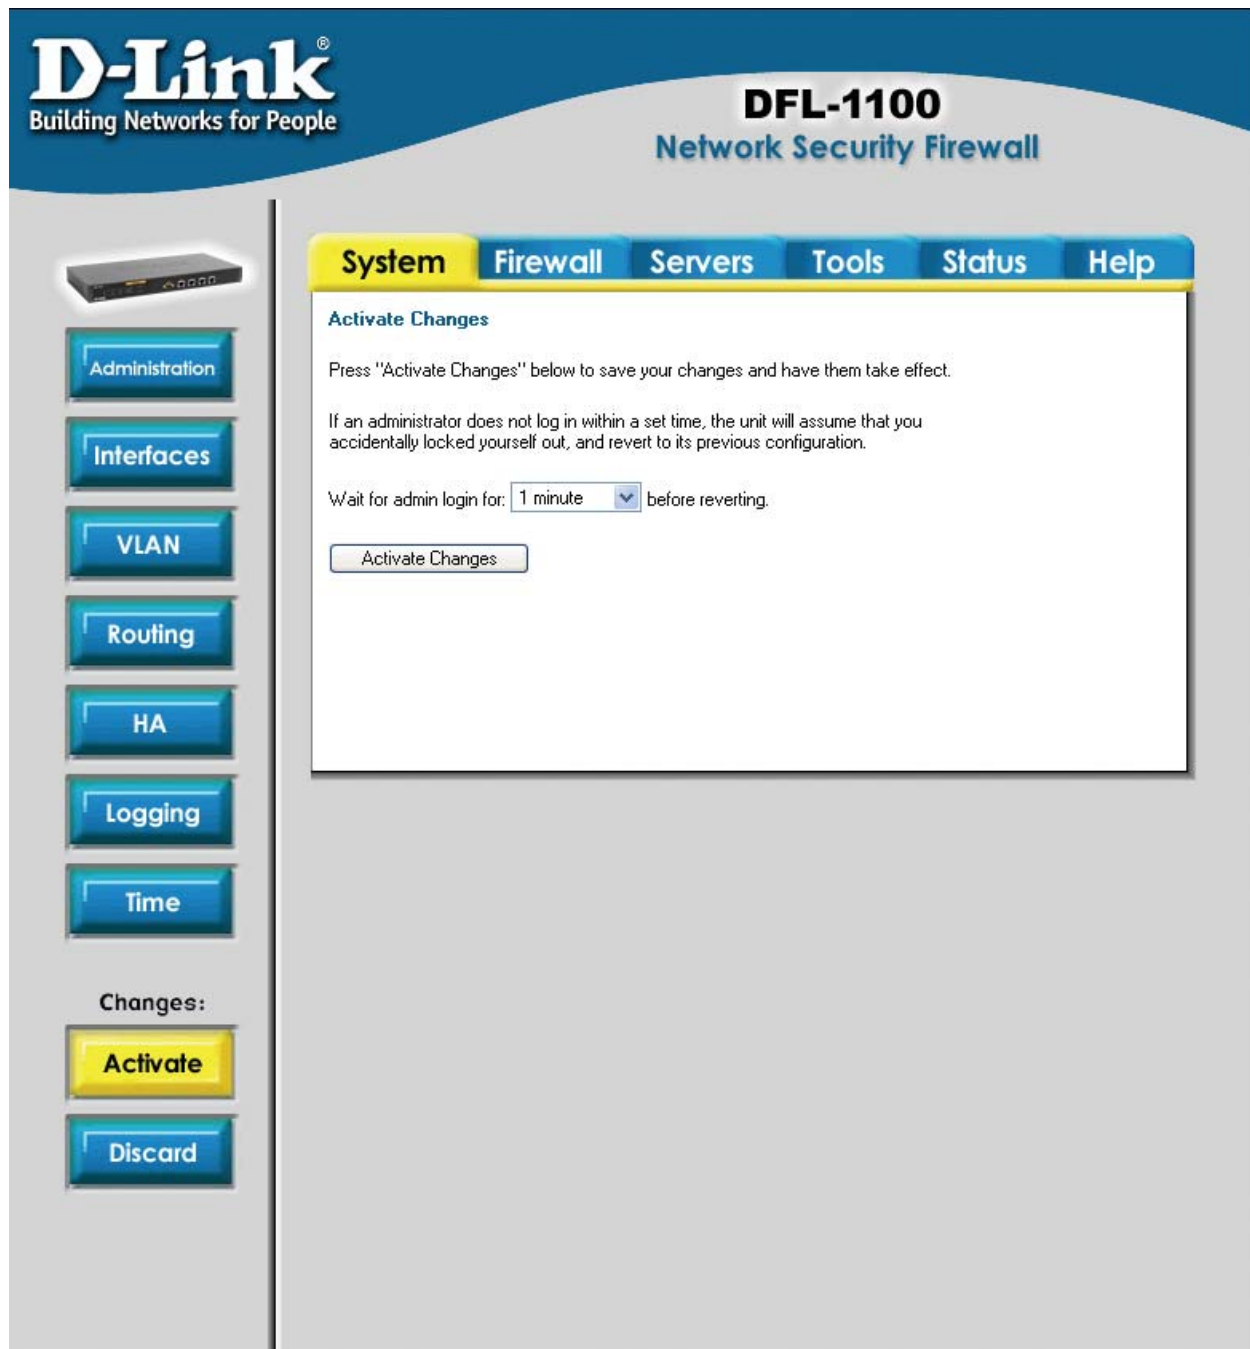 D-Link®
Building Networks for People
DFL-1100
Network Security Firewall
System Firewall Servers Tools Status Help
Administration
Interfaces
VLAN
Routing
HA
Logging
Time
Changes:
Activate
Discard
Activate Changes
Press "Activate Changes" below to save your changes and have them take effect.
If an administrator does not log in within a set time, the unit will assume that you
accidentally locked yourself out, and revert to its previous configuration.
Wait for admin login for: 1 minute before reverting.
Activate Changes